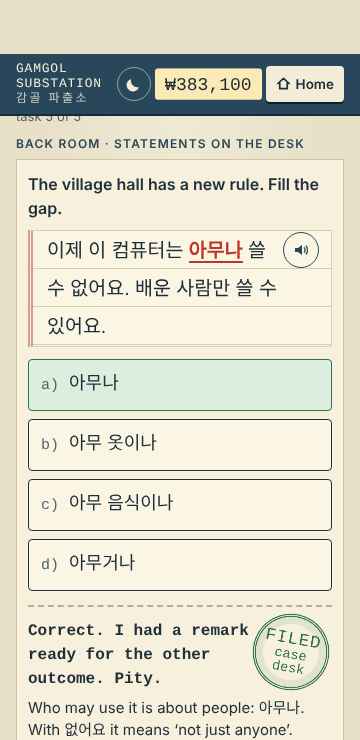 GAMGOL
SUBSTATION
감골 파출소
₩383,100
Home
task 5 of 5
BACK ROOM · STATEMENTS ON THE DESK
The village hall has a new rule. Fill the
gap.
이제 이 컴퓨터는 아무나 쓸
수 없어요. 배운 사람만 쓸 수
있어요.
a) 아무나
b) 아무 옷이나
c) 아무 음식이나
d) 아무거나
Correct. I had a remark
ready for the other
outcome. Pity.
FILED
case
desk
Who may use it is about people: 아무나.
With 없어요 it means ‘not just anyone’.